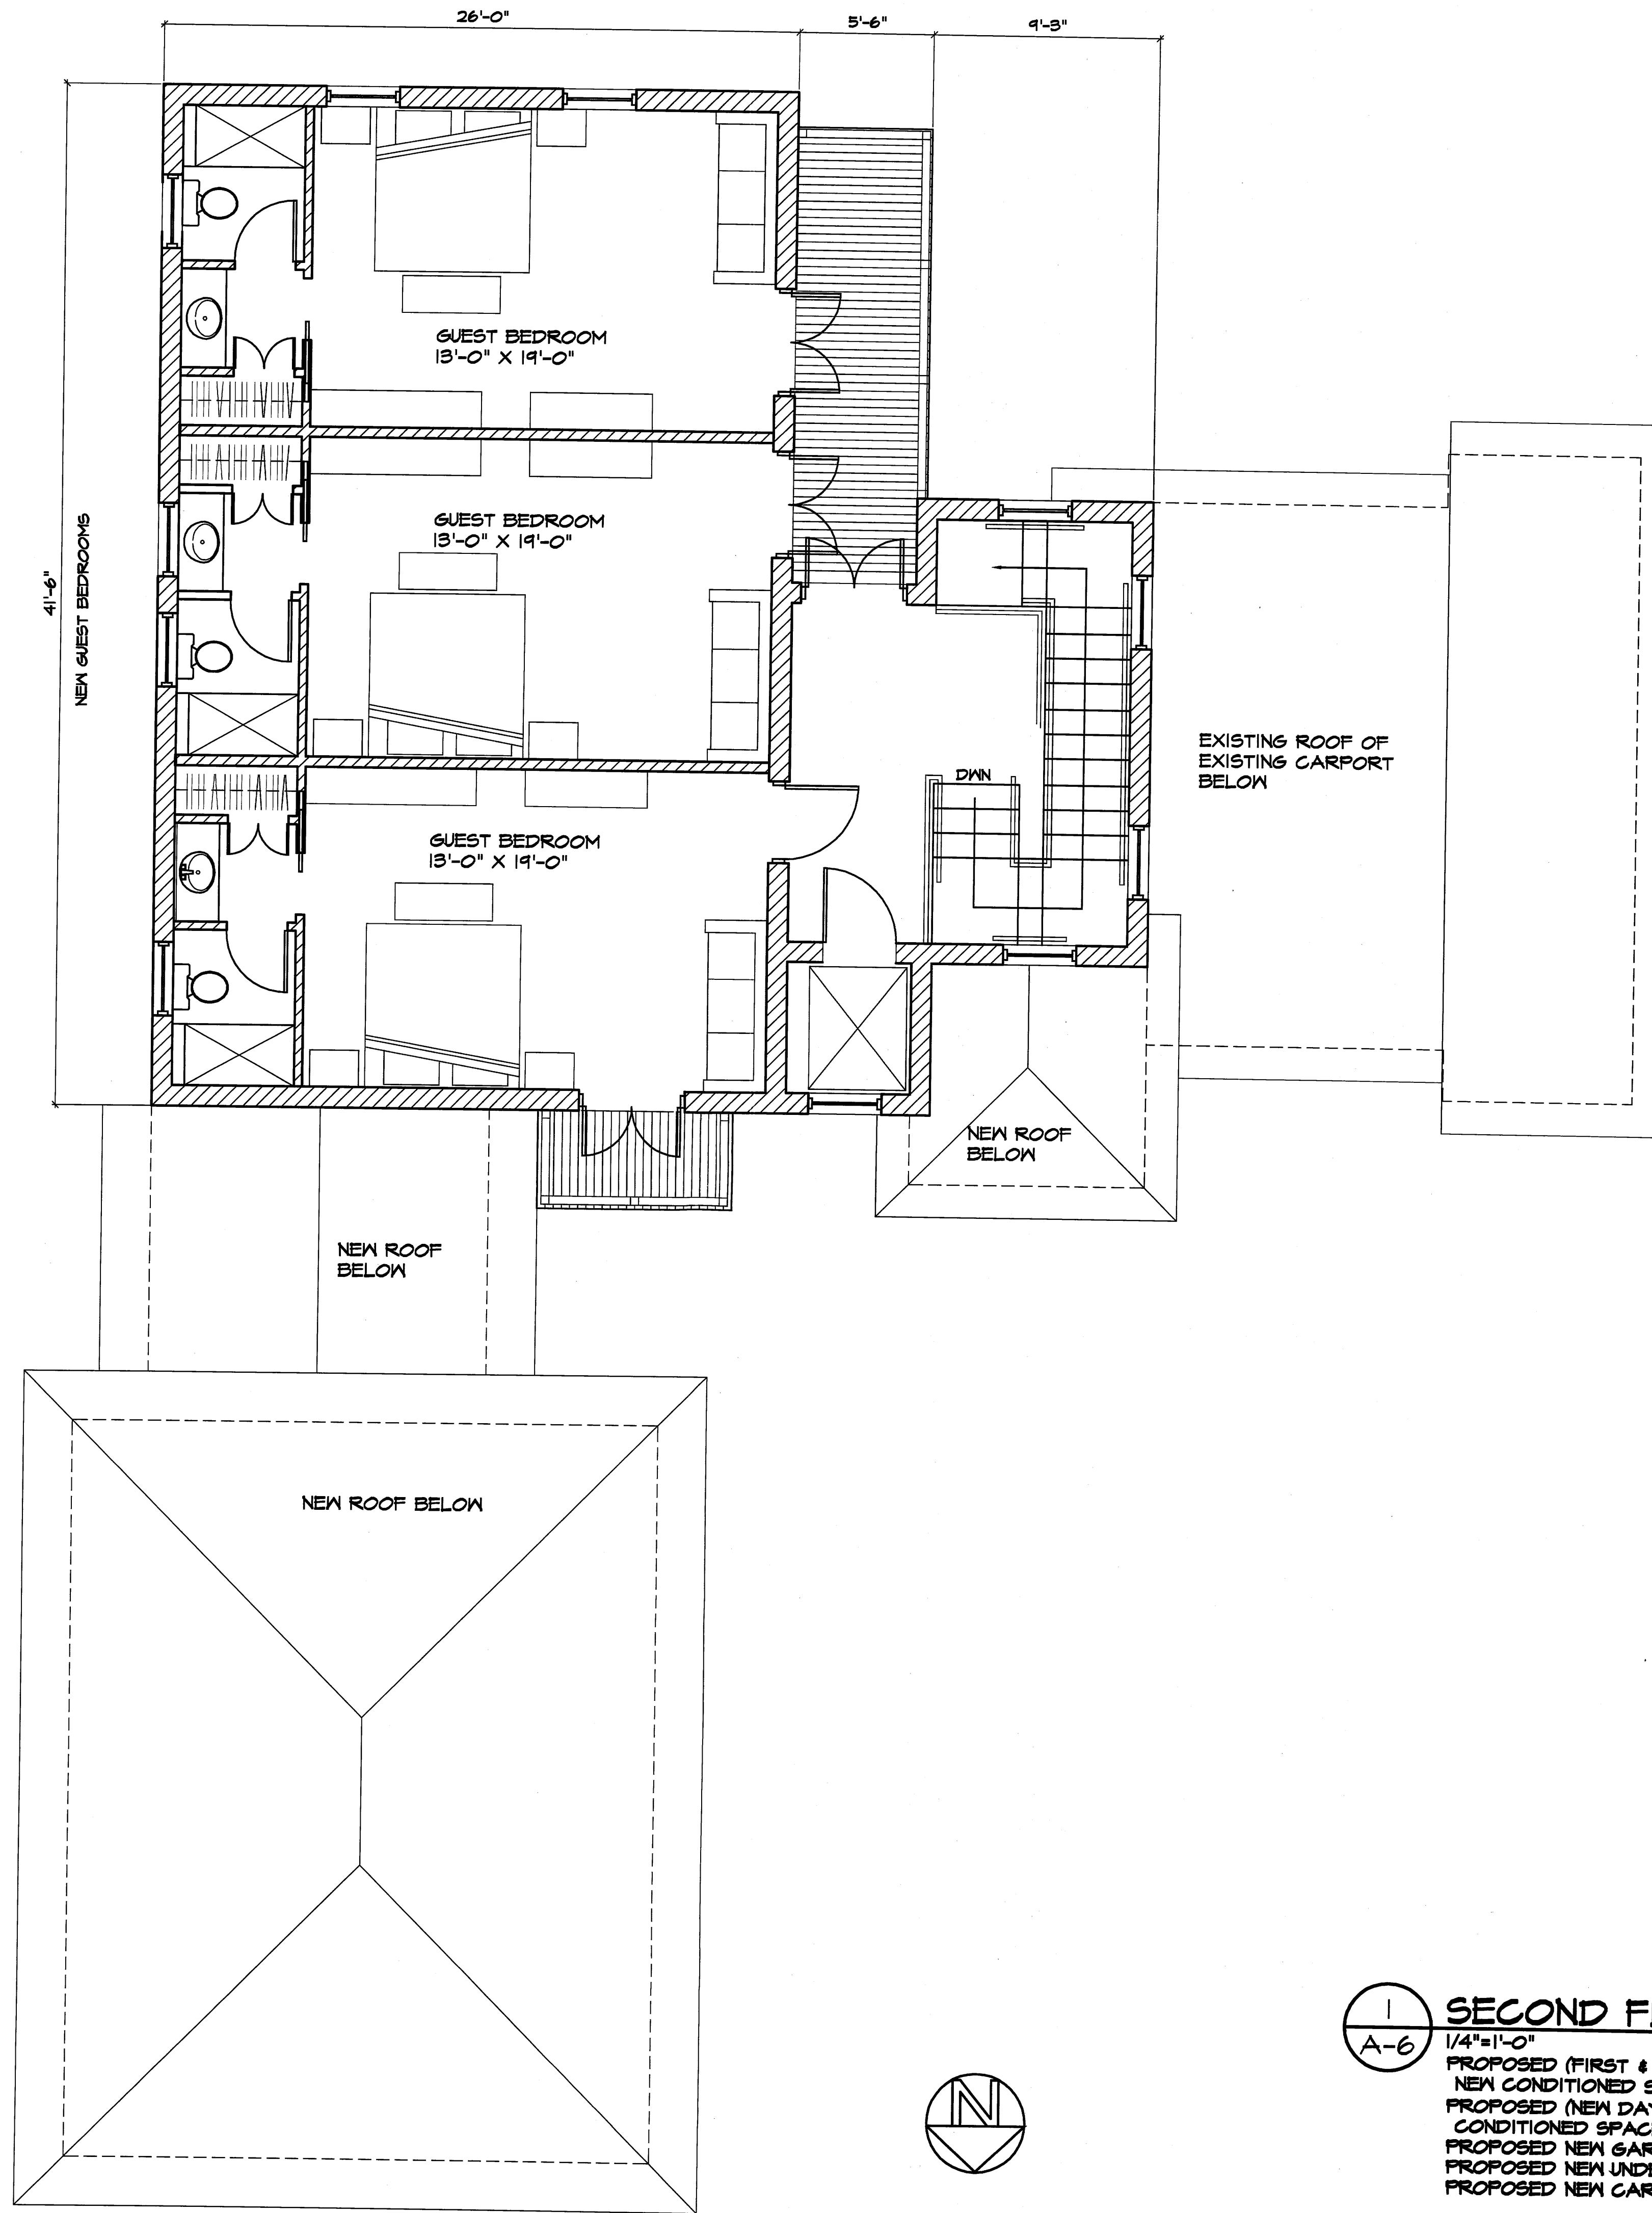 26'-0"
5'-6"
9'-3"
41'-6"
NEW GUEST BEDROOMS
GUEST BEDROOM
13'-0" X 19'-0"
GUEST BEDROOM
13'-0" X 19'-0"
GUEST BEDROOM
13'-0" X 19'-0"
DWN
EXISTING ROOF OF
EXISTING CARPORT
BELOW
NEW ROOF
BELOW
NEW ROOF
BELOW
NEW ROOF BELOW
N
1
A-6
SECOND
1/4"=1'-0"
PROPOSED (FIRST &
NEW CONDITIONED
PROPOSED (NEW
CONDITIONED
PROPOSED NEW
PROPOSED NEW
PROPOSED NEW